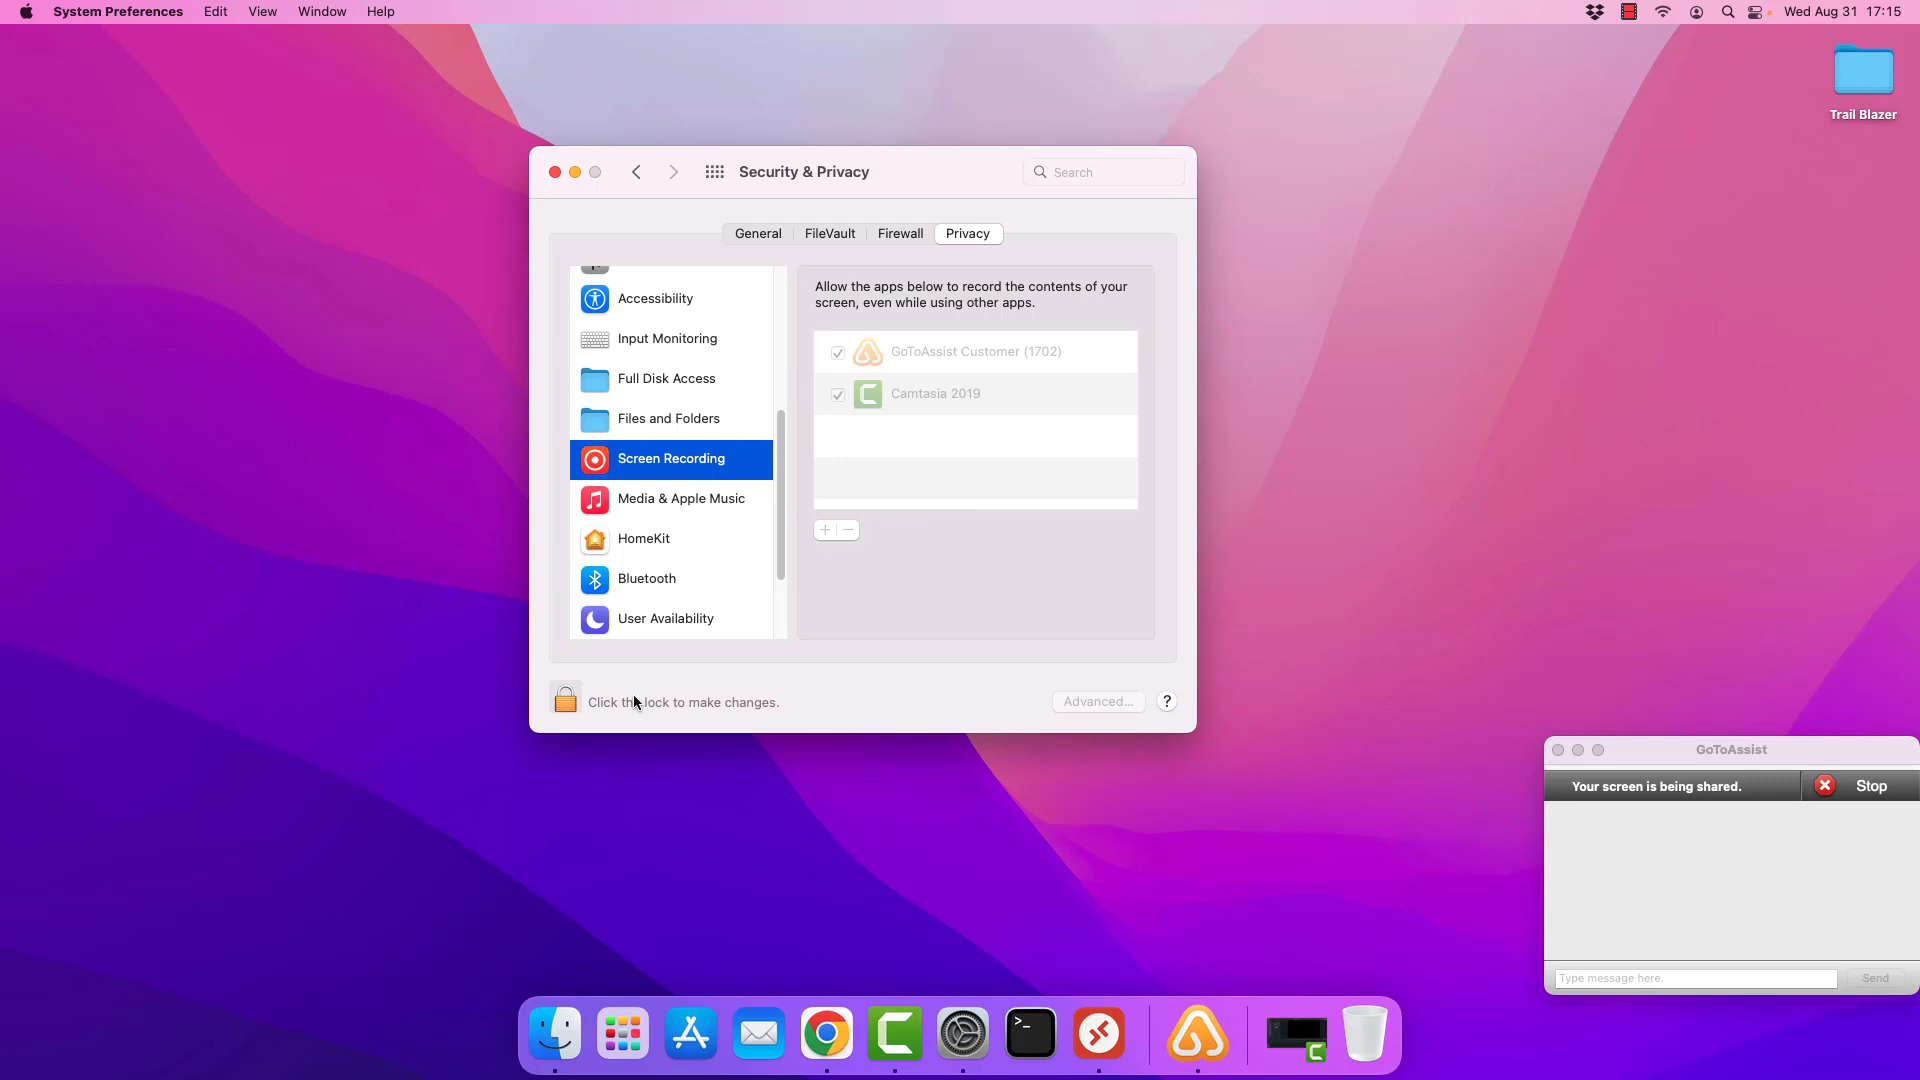 System Preferences Edit View Window Help
Wed Aug 31 17:15
Trail Blazer
Security & Privacy
Search
General FileVault Firewall Privacy
Accessibility
Input Monitoring
Full Disk Access
Files and Folders
Screen Recording
Media & Apple Music
HomeKit
Bluetooth
User Availability
Allow the apps below to record the contents of your
screen, even while using other apps.
GoToAssist Customer (1702)
Camtasia 2019
Click the lock to make changes.
Advanced...
?
GoToAssist
Your screen is being shared.
Stop
Type message here.
Send